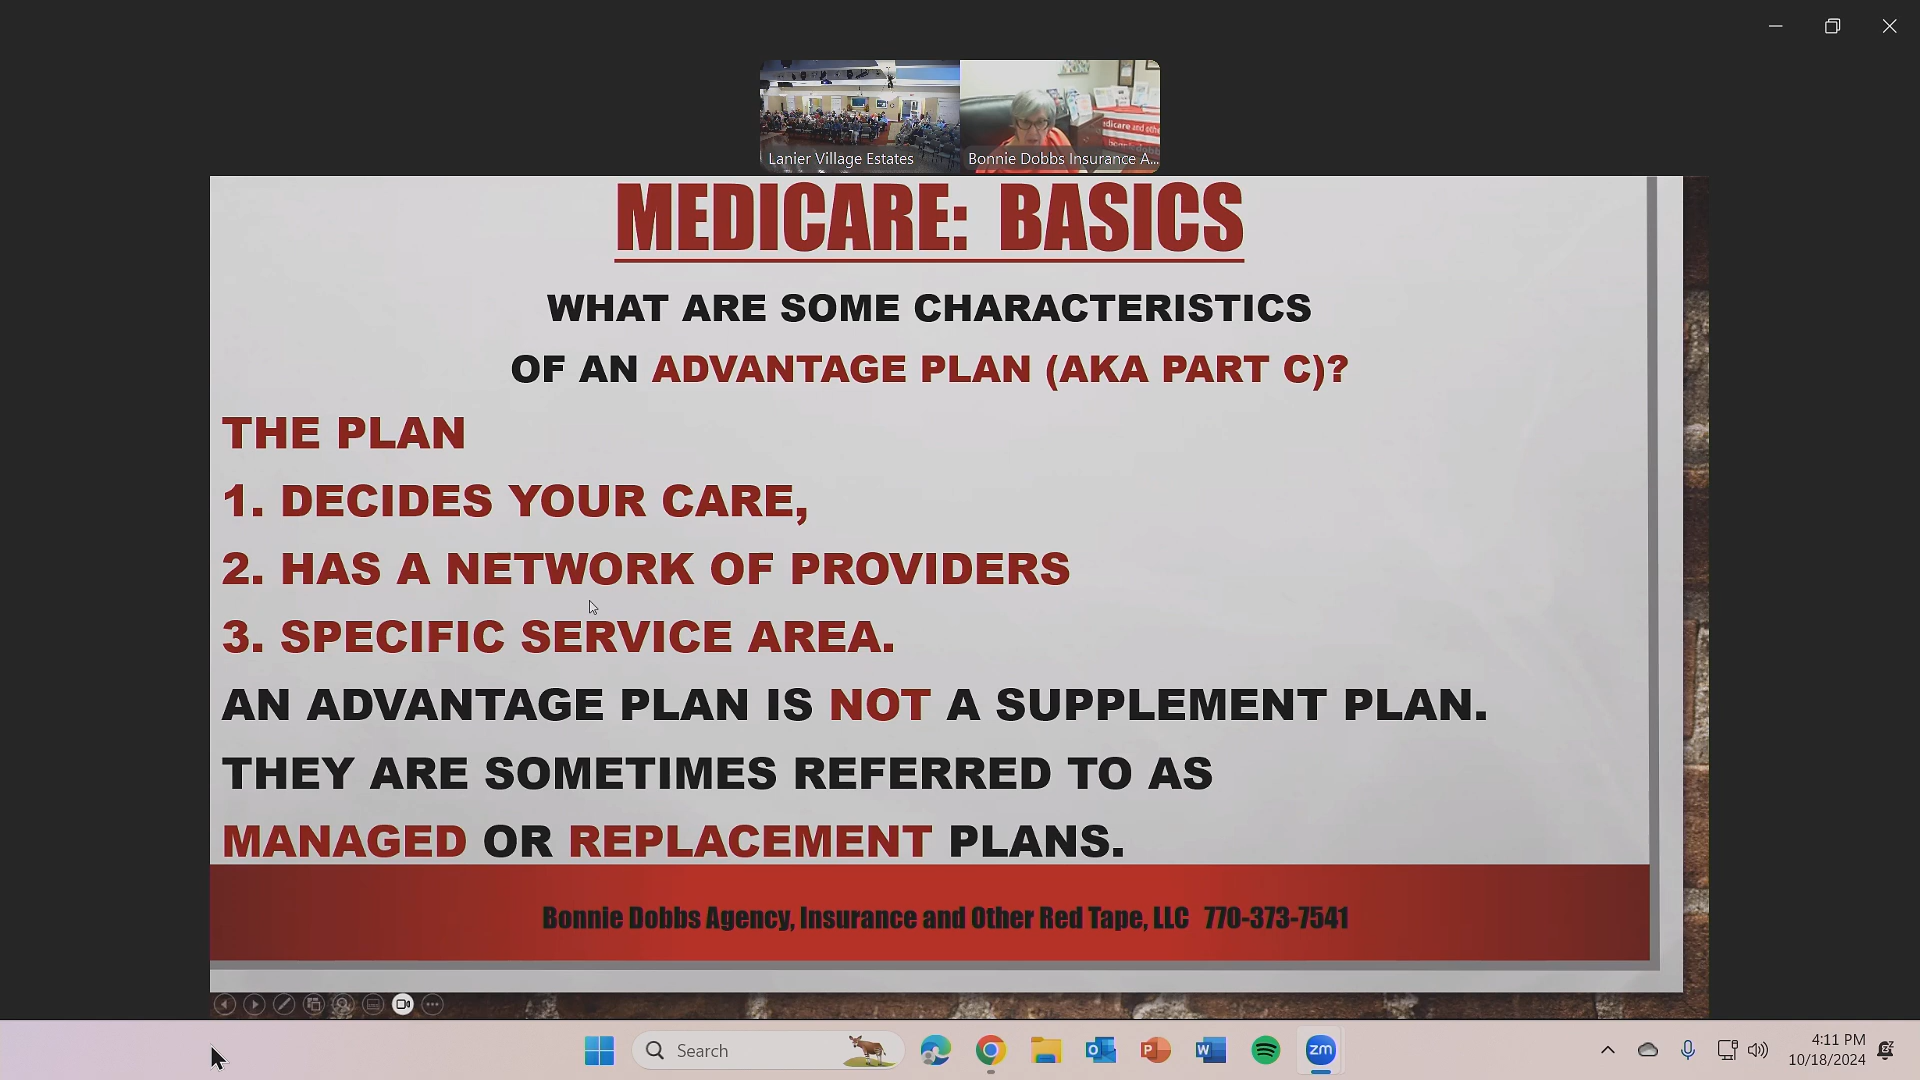 Lanier Village Estates
Bonnie Dobbs Insurance A...
MEDICARE: BASICS
WHAT ARE SOME CHARACTERISTICS
OF AN ADVANTAGE PLAN (AKA PART C)?
THE PLAN
1. DECIDES YOUR CARE,
2. HAS A NETWORK OF PROVIDERS
3. SPECIFIC SERVICE AREA.
AN ADVANTAGE PLAN IS NOT A SUPPLEMENT PLAN.
THEY ARE SOMETIMES REFERRED TO AS
MANAGED OR REPLACEMENT PLANS.
Bonnie Dobbs Agency, Insurance and Other Red Tape, LLC 770-373-7541
Search
zm
4:11 PM
10/18/2024